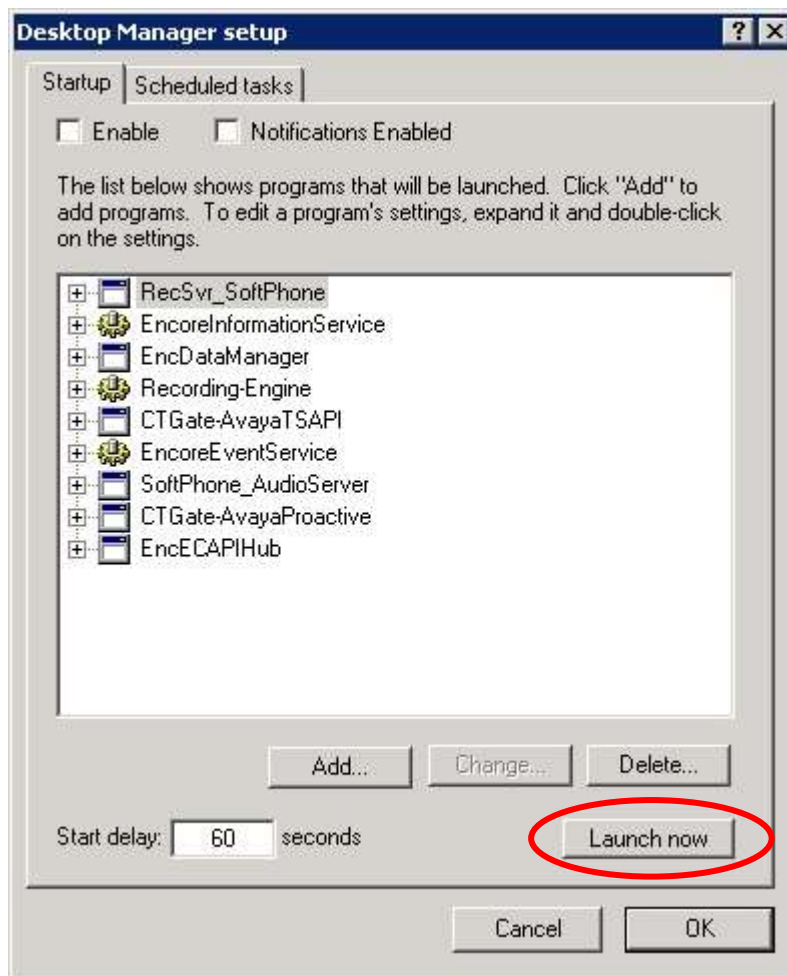 Desktop Manager setup
Startup
Scheduled tasks
Enable
Notifications Enabled
The list below shows programs that will be launched. Click "Add" to
add programs. To edit a program's settings, expand it and double-click
on the settings.
RecSvr_SoftPhone
EncoreInformationService
EncDataManager
Recording-Engine
CTGate-AvayaTSAPI
EncoreEventService
SoftPhone_AudioServer
CTGate-AvayaProactive
EncECAPIHub
Add... Change... Delete...
Start delay: 60 seconds Launch now
Cancel OK